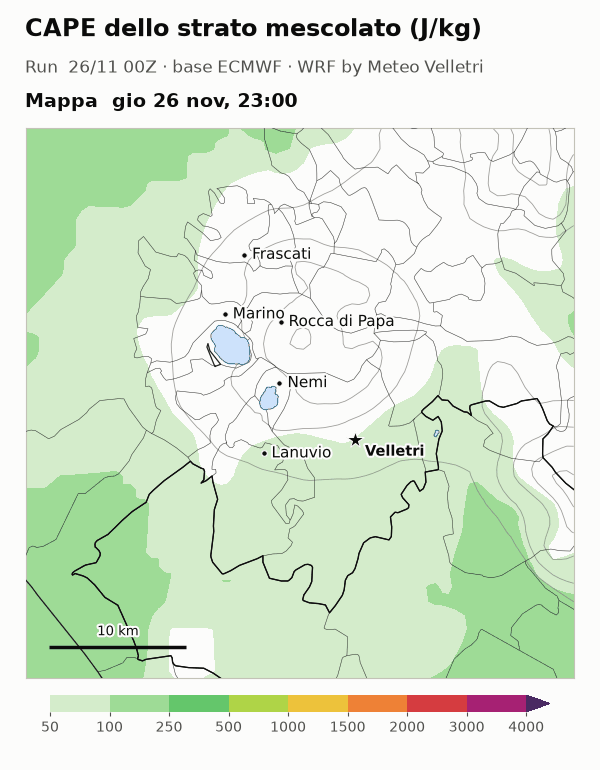 CAPE dello strato mescolato (J/kg)
Run  26/11 00Z · base ECMWF · WRF by Meteo Velletri
Mappa  gio 26 nov, 23:00
Frascati
Marino
Rocca di Papa
Nemi
Velletri
Lanuvio
10 km
50 100 250 500 1000 1500 2000 3000 4000